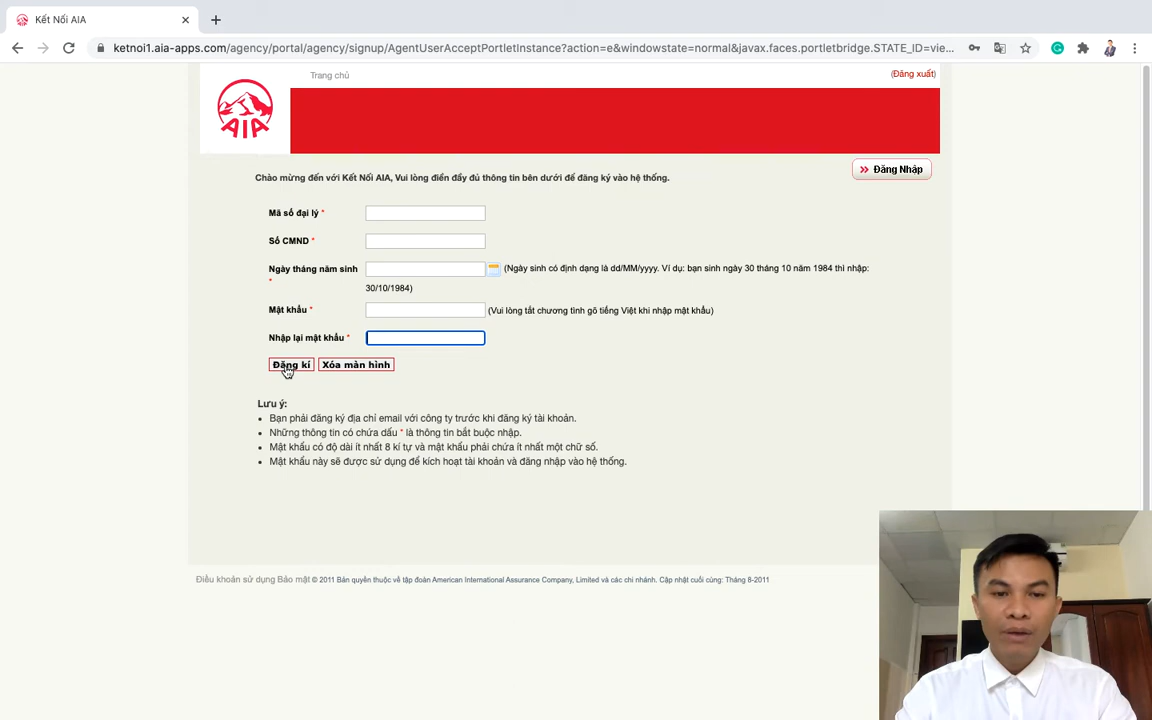 Kết Nối AIA
ketnoi1.aia-apps.com/agency/portal/agency/signup/AgentUserAcceptPortletInstance?action=e&windowstate=normal&javax.faces.portletbridge.STATE_ID=vie...
Trang chủ
(Đăng xuất)
AIA
Đăng Nhập
Chào mừng đến với Kết Nối AIA, Vui lòng điền đầy đủ thông tin bên dưới để đăng ký vào hệ thống.
Mã số đại lý *
Số CMND *
Ngày tháng năm sinh * (Ngày sinh có định dạng là dd/MM/yyyy. Ví dụ: bạn sinh ngày 30 tháng 10 năm 1984 thì nhập:
30/10/1984)
Mật khẩu * (Vui lòng tắt chương tình gõ tiếng Việt khi nhập mật khẩu)
Nhập lại mật khẩu *
Đăng kí Xóa màn hình
Lưu ý:
Bạn phải đăng ký địa chỉ email với công ty trước khi đăng ký tài khoản.
Những thông tin có chứa dấu * là thông tin bắt buộc nhập.
Mật khẩu có độ dài ít nhất 8 kí tự và mật khẩu phải chứa ít nhất một chữ số.
Mật khẩu này sẽ được sử dụng để kích hoạt tài khoản và đăng nhập vào hệ thống.
Điều khoản sử dụng Bảo mật © 2011 Bản quyền thuộc về tập đoàn American International Assurance Company, Limited và các chi nhánh. Cập nhật cuối cùng: Tháng 8-2011